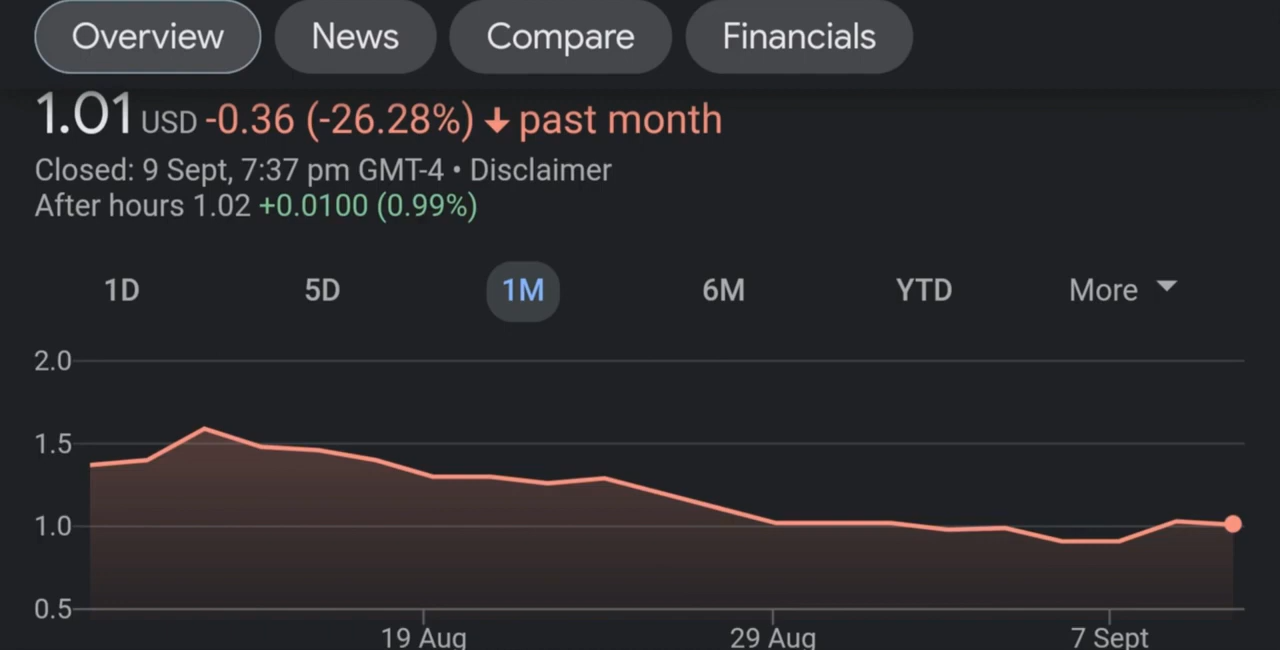 Overview News Compare Financials
1.01 USD -0.36 (-26.28%) ↓ past month
Closed: 9 Sept, 7:37 pm GMT-4 • Disclaimer
After hours 1.02 +0.0100 (0.99%)
1D 5D 1M 6M YTD More
2.0
1.5
1.0
0.5
19 Aug 29 Aug 7 Sept